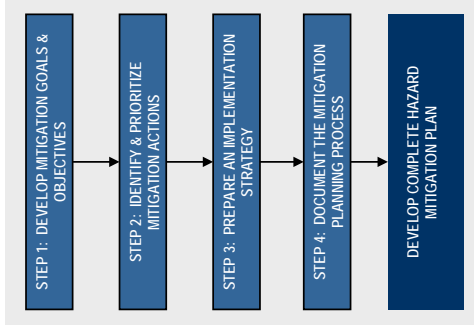 STEP 1: DEVELOP MITIGATION GOALS &
OBJECTIVES
STEP 2: IDENTIFY & PRIORITIZE
MITIGATION ACTIONS
STEP 3: PREPARE AN IMPLEMENTATION
STRATEGY
STEP 4: DOCUMENT THE MITIGATION
PLANNING PROCESS
DEVELOP COMPLETE HAZARD
MITIGATION PLAN